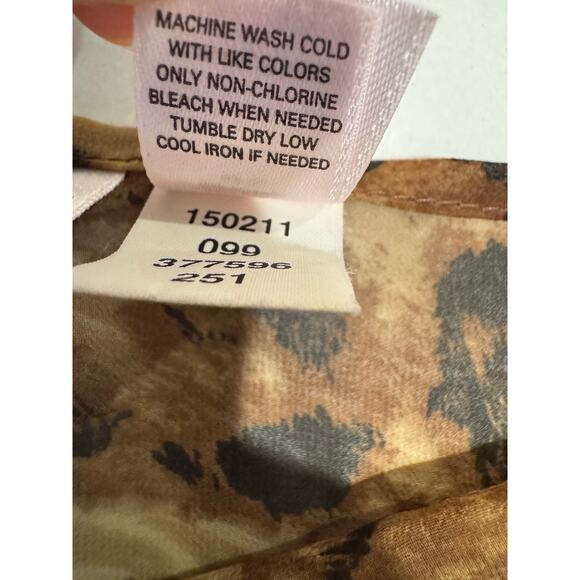 MACHINE WASH COLD
WITH LIKE COLORS
ONLY NON-CHLORINE
BLEACH WHEN NEEDED
TUMBLE DRY LOW
COOL IRON IF NEEDED
150211
099
377596
251